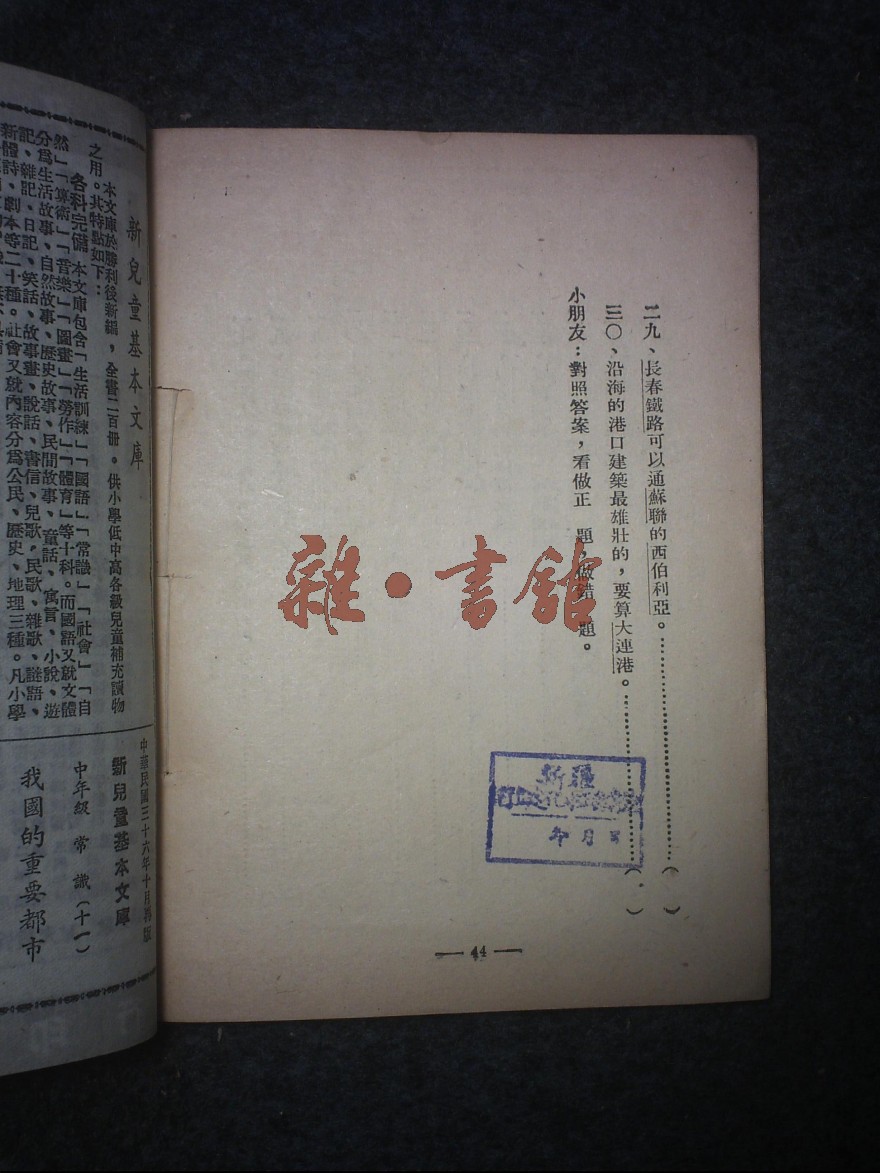 二九、長春鐵路可以通蘇聯的西伯利亞。……………………( )
三〇、沿海的港口建築最雄壯的，要算大連港。………………( )
小朋友：對照答案，看做正 題，做錯 題。
— 44 —
雜·書館
新疆
年 月 日
新兒童基本文庫
本文庫於勝利後新編，全書二百冊。供小學低中高各級兒童補充讀物
之用。其特點如下：
各科完備 本文庫包含「生活訓練」「國語」「常識」「社會」「自
然」「算術」「音樂」「圖畫」「勞作」「體育」等十科。而國語又就文體
分爲生活故事、自然故事、歷史故事、民間故事、童話、寓言、小說、遊
記、雜記、日記、笑話、故事畫、說話、書信、兒歌、民歌、雜歌、謎語、
新體詩、劇本等二十種。社會又就內容分爲公民、歷史、地理三種。凡小學
中華民國三十六年十月再版
新兒童基本文庫
中年級 常識（十一）
我國的重要都市